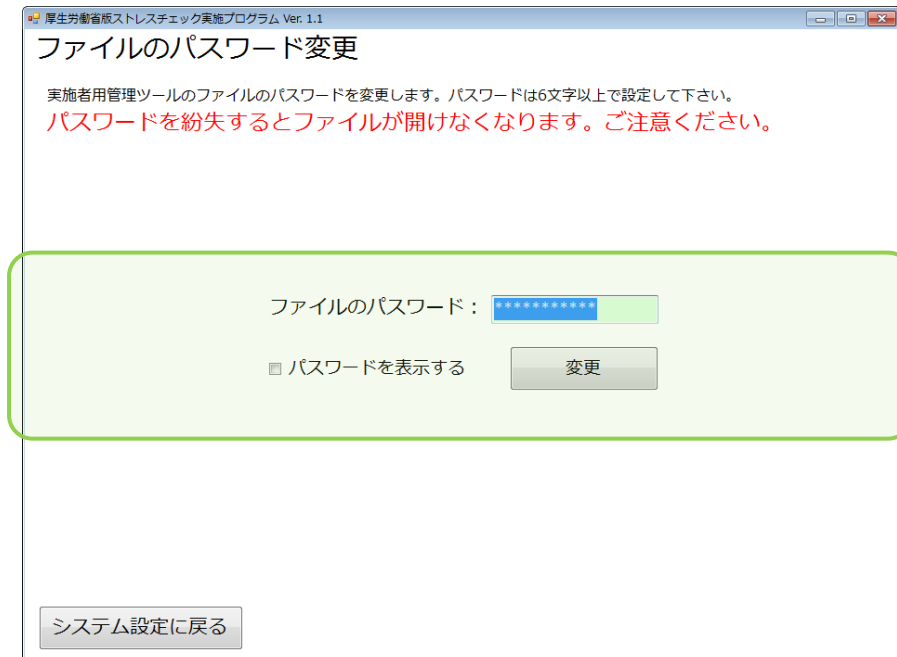 厚生労働省版ストレスチェック実施プログラム Ver. 1.1
ファイルのパスワード変更
実施者用管理ツールのファイルのパスワードを変更します。パスワードは6文字以上で設定して下さい。
パスワードを紛失するとファイルが開けなくなります。ご注意ください。
ファイルのパスワード： ***********
パスワードを表示する 変更
システム設定に戻る